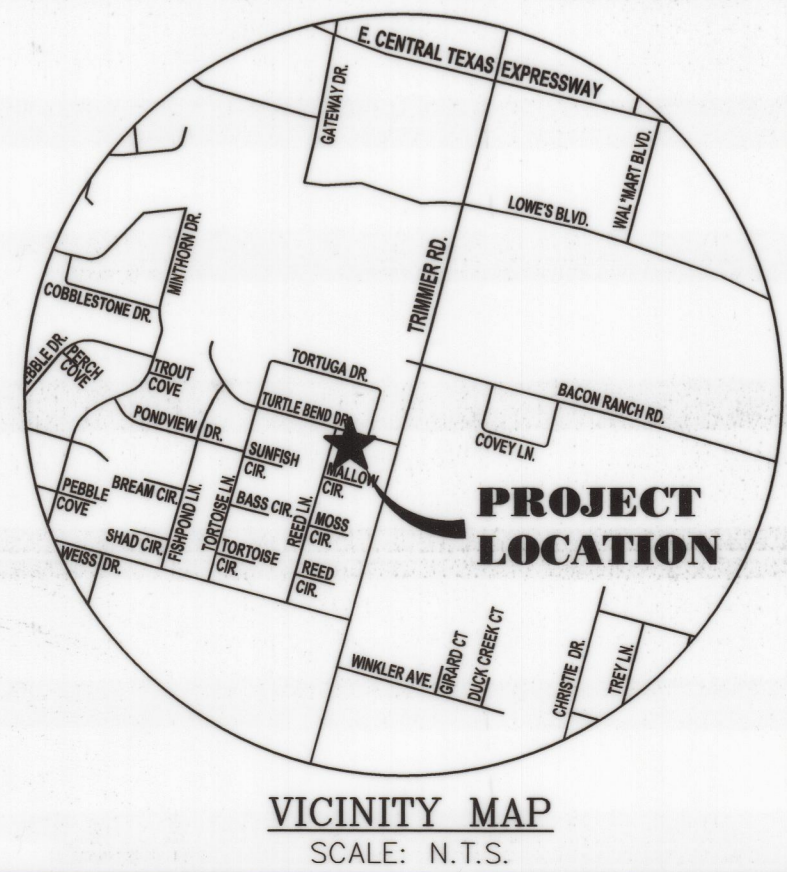 E. CENTRAL TEXAS EXPRESSWAY
GATEWAY DR.
WAL*MART BLVD.
LOWE'S BLVD.
MINTHORN DR.
TRIMMIER RD.
COBBLESTONE DR.
PERCH
COVE
TROUT
COVE
TORTUGA DR.
TURTLE BEND DR.
BACON RANCH RD.
PONDVIEW DR.
COVEY LN.
SUNFISH
CIR.
MALLOW
CIR.
PEBBLE
COVE
BREAM CIR.
FISHPOND LN.
TORTOISE LN.
BASS CIR.
REED LN.
MOSS
CIR.
PROJECT
LOCATION
SHAD CIR.
TORTOISE
CIR.
REED
CIR.
WEISS DR.
WINKLER AVE.
GIRARD CT
DUCK CREEK CT
CHRISTIE DR.
TREY LN.
VICINITY MAP
SCALE: N.T.S.